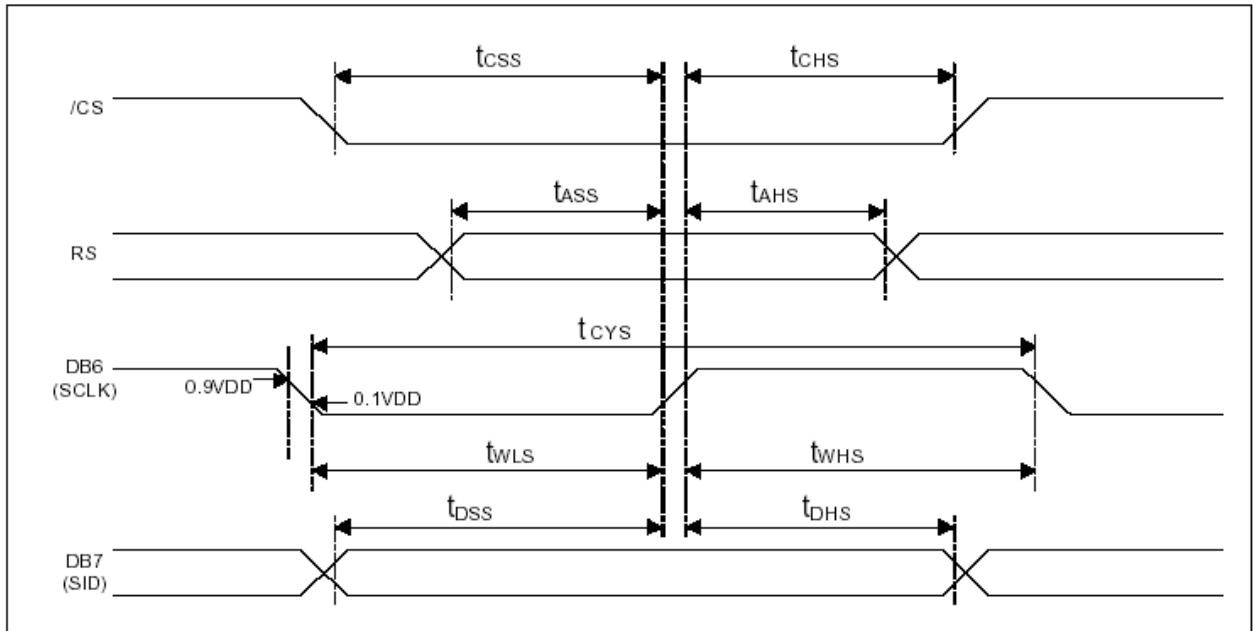 tCSS tCHS
/CS
tASS tAHS
RS
tCYS
DB6
(SCLK)
0.9VDD 0.1VDD
tWLS tWHS
tDSS tDHS
DB7
(SID)